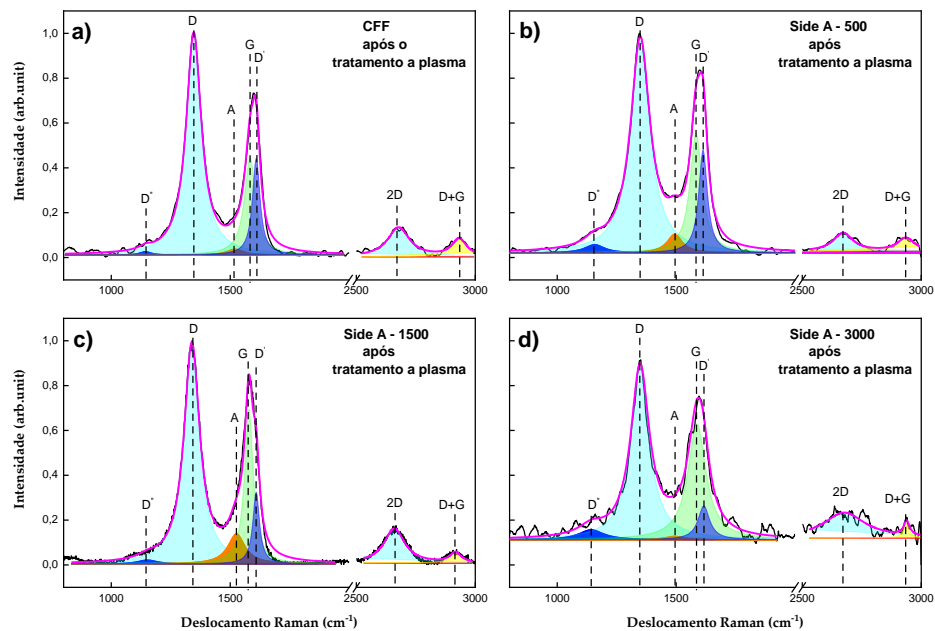 a)
CFF
após o
tratamento a plasma
D
G
D'
A
D*
2D
D+G
1,0
0,8
0,6
0,4
0,2
0,0
1000
1500
2500
3000
Intensidade (arb.unit)
b)
Side A - 500
após
tratamento a plasma
D
G
D'
A
D*
2D
D+G
1000
1500
2500
3000
c)
Side A - 1500
após
tratamento a plasma
D
G
D'
A
D*
2D
D+G
1,0
0,8
0,6
0,4
0,2
0,0
1000
1500
2500
3000
Intensidade (arb.unit)
Deslocamento Raman (cm⁻¹)
d)
Side A - 3000
após
tratamento a plasma
D
G
D'
A
D*
2D
D+G
1000
1500
2500
3000
Deslocamento Raman (cm⁻¹)